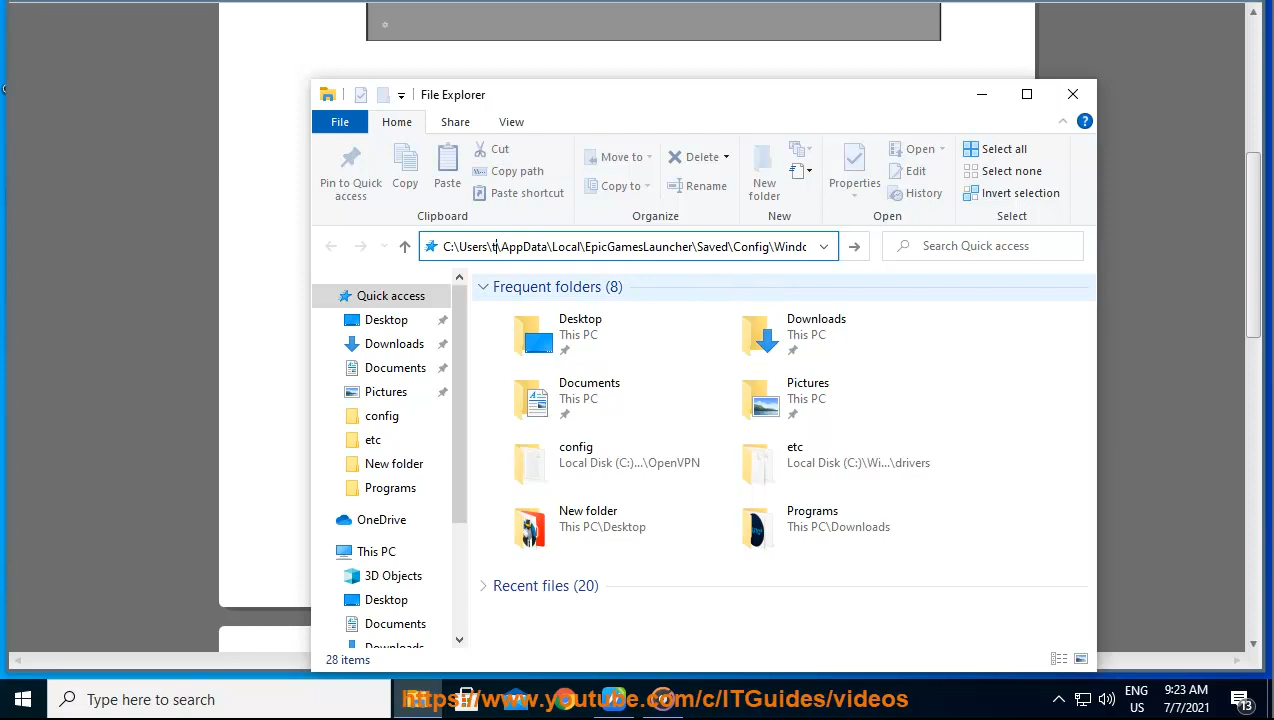 File Explorer
File Home Share View
Pin to Quick access
Copy
Paste
Cut
Copy path
Paste shortcut
Clipboard
Move to
Copy to
Delete
Rename
Organize
New folder
New
Properties
Open
Edit
History
Open
Select all
Select none
Invert selection
Select
C:\Users\t\AppData\Local\EpicGamesLauncher\Saved\Config\Windo
Search Quick access
Quick access
Desktop
Downloads
Documents
Pictures
config
etc
New folder
Programs
OneDrive
This PC
3D Objects
Desktop
Documents
Downloads
Frequent folders (8)
Desktop
This PC
Downloads
This PC
Documents
This PC
Pictures
This PC
config
Local Disk (C:)...\OpenVPN
etc
Local Disk (C:)\Wi...\drivers
New folder
This PC\Desktop
Programs
This PC\Downloads
Recent files (20)
28 items
Type here to search
https://www.youtube.com/c/ITGuides/videos
ENG
US
9:23 AM
7/7/2021
13